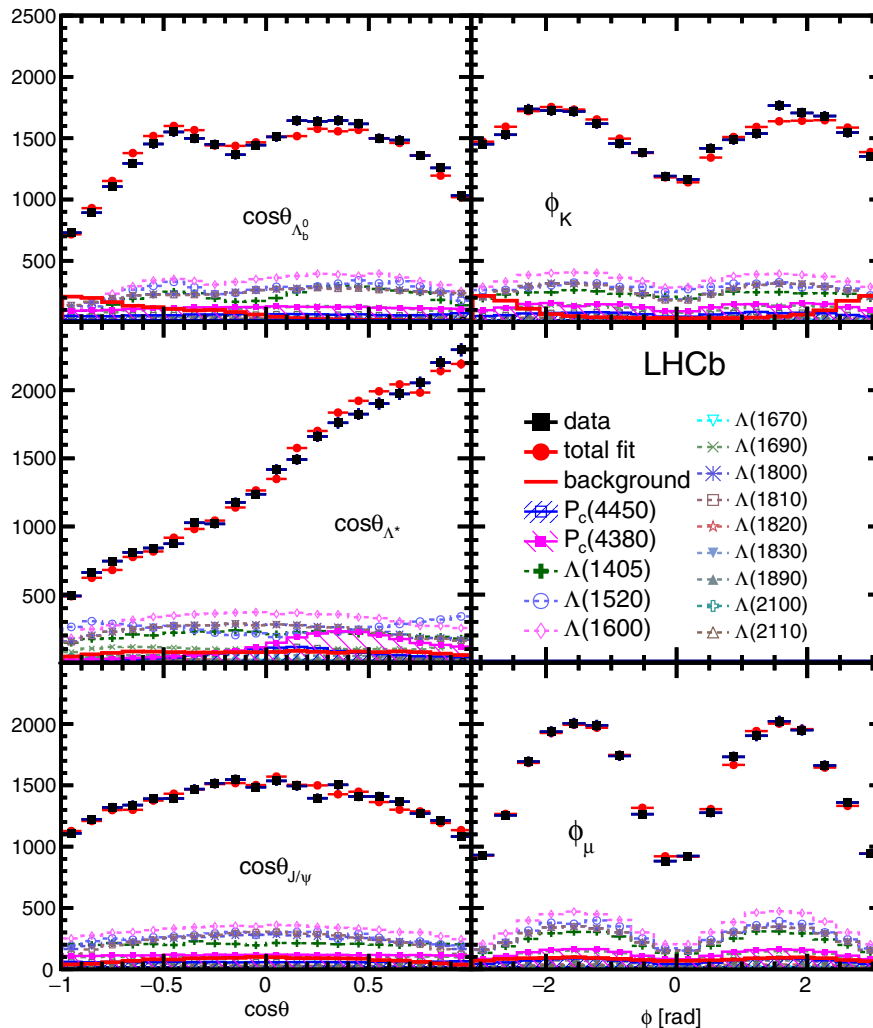 2500
2000
1500
1000
500
cosθ_{Λ_b^0}
ϕ_K
2000
1500
1000
500
cosθ_{Λ*}
LHCb
data
total fit
background
P_c(4450)
P_c(4380)
Λ(1405)
Λ(1520)
Λ(1600)
Λ(1670)
Λ(1690)
Λ(1800)
Λ(1810)
Λ(1820)
Λ(1830)
Λ(1890)
Λ(2100)
Λ(2110)
2000
1500
1000
500
0
cosθ_{J/ψ}
ϕ_μ
−1 −0.5 0 0.5
cosθ
−2 0 2
ϕ [rad]